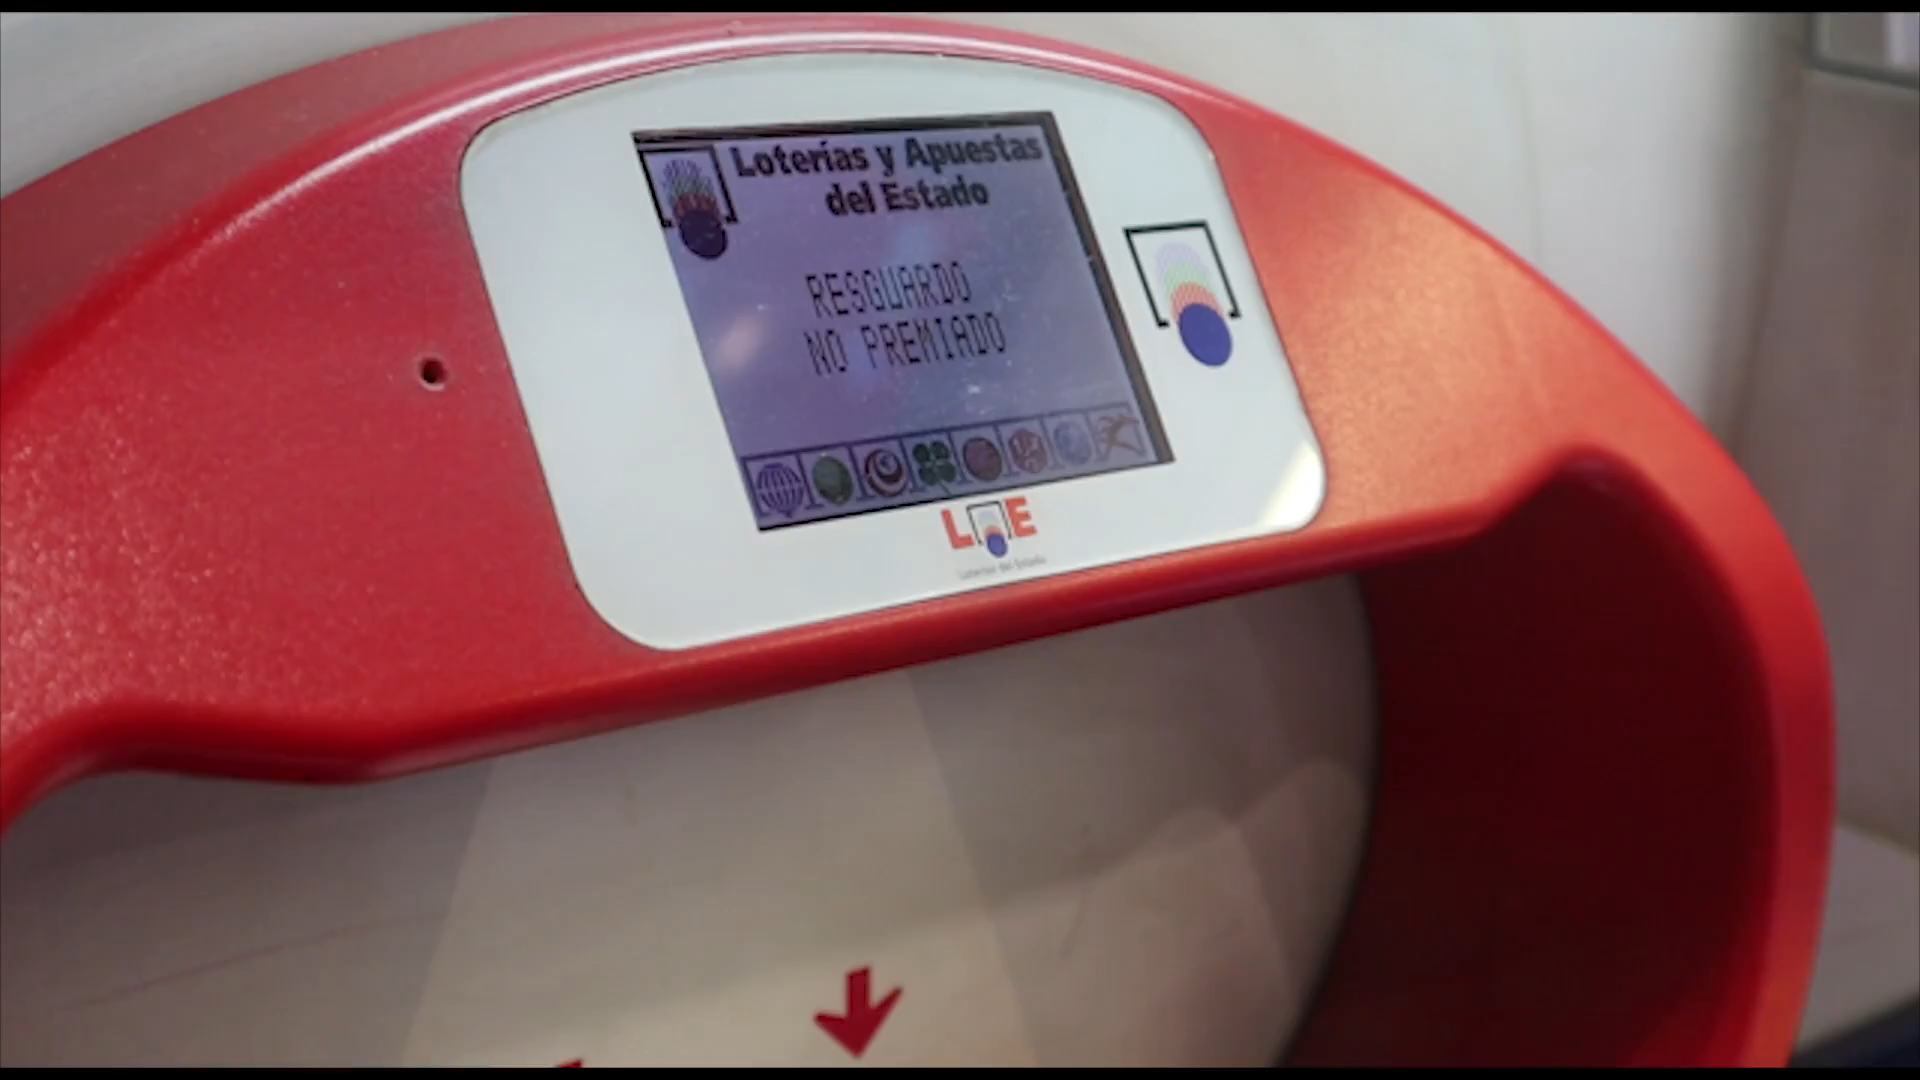 Loterías y Apuestas
del Estado
RESGUARDO
NO PREMIADO
LAE
Loterías del Estado